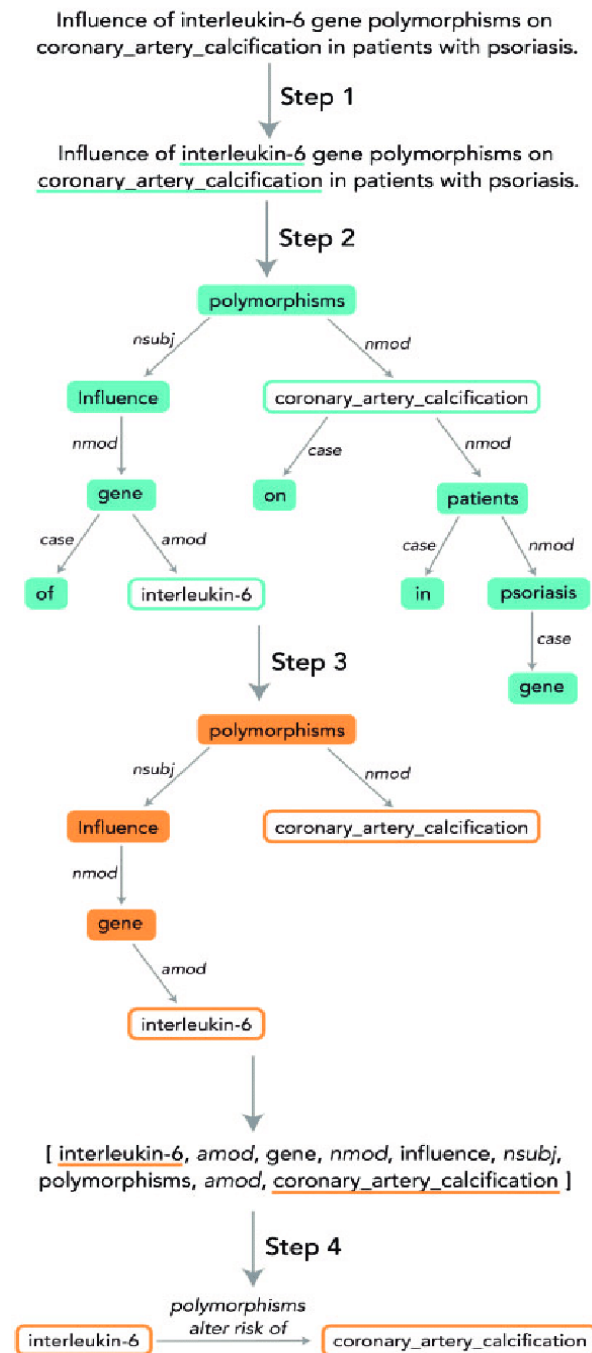 Influence of interleukin-6 gene polymorphisms on
coronary_artery_calcification in patients with psoriasis.
Step 1
Influence of interleukin-6 gene polymorphisms on
coronary_artery_calcification in patients with psoriasis.
Step 2
polymorphisms
nsubj
nmod
Influence
coronary_artery_calcification
nmod
case
nmod
gene
on
patients
case
amod
case
nmod
of
interleukin-6
in
psoriasis
case
Step 3
gene
polymorphisms
nsubj
nmod
Influence
coronary_artery_calcification
nmod
gene
amod
interleukin-6
[ interleukin-6, amod, gene, nmod, influence, nsubj,
polymorphisms, amod, coronary_artery_calcification ]
Step 4
polymorphisms
alter risk of
interleukin-6
coronary_artery_calcification